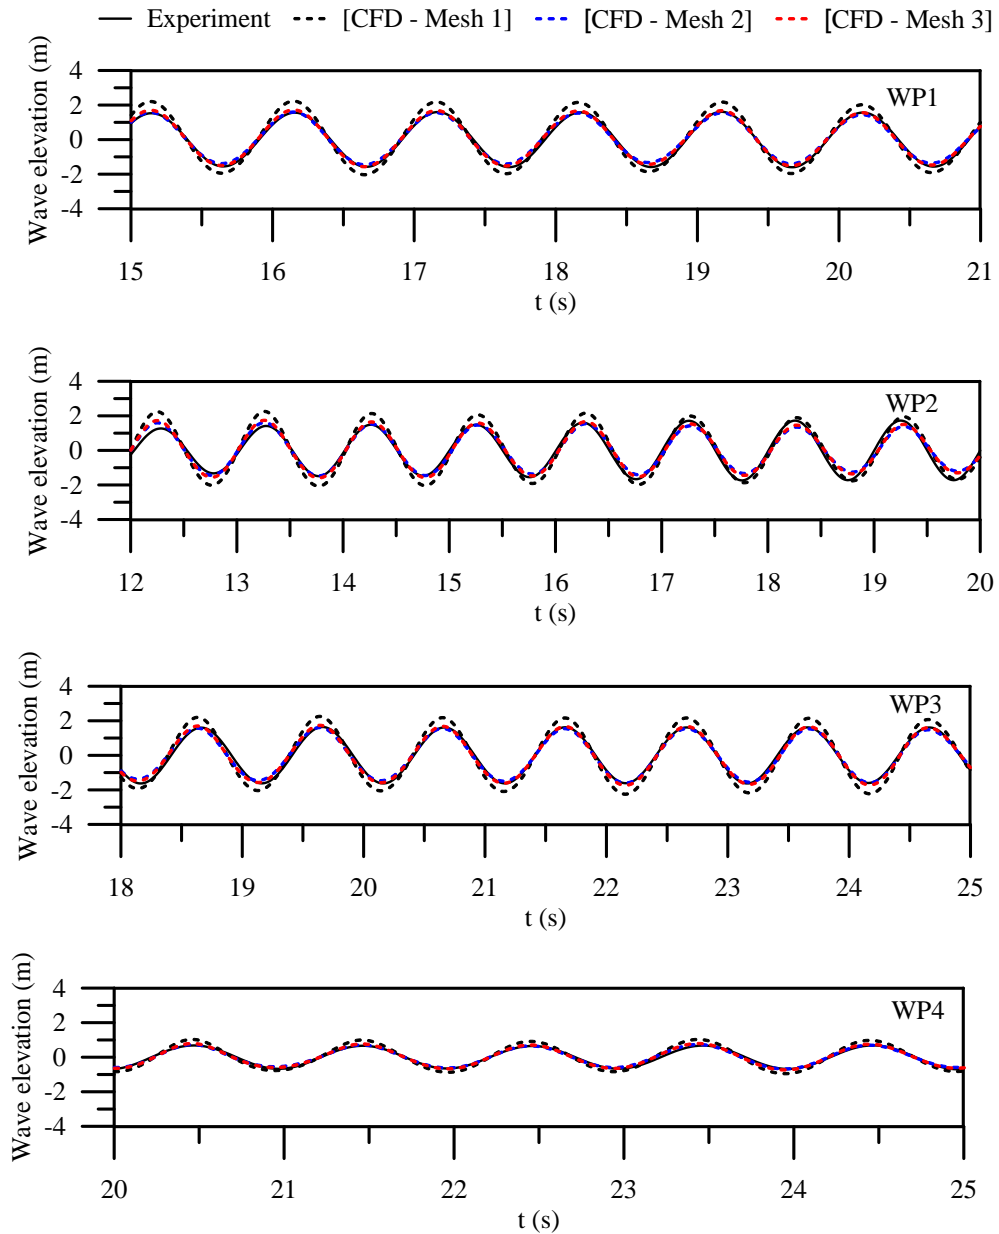 Experiment [CFD - Mesh 1] [CFD - Mesh 2] [CFD - Mesh 3]
Wave elevation (m)
4
2
0
-2
-4
WP1
15 16 17 18 19 20 21
t (s)
Wave elevation (m)
4
2
0
-2
-4
WP2
12 13 14 15 16 17 18 19 20
t (s)
Wave elevation (m)
4
2
0
-2
-4
WP3
18 19 20 21 22 23 24 25
t (s)
Wave elevation (m)
4
2
0
-2
-4
WP4
20 21 22 23 24 25
t (s)